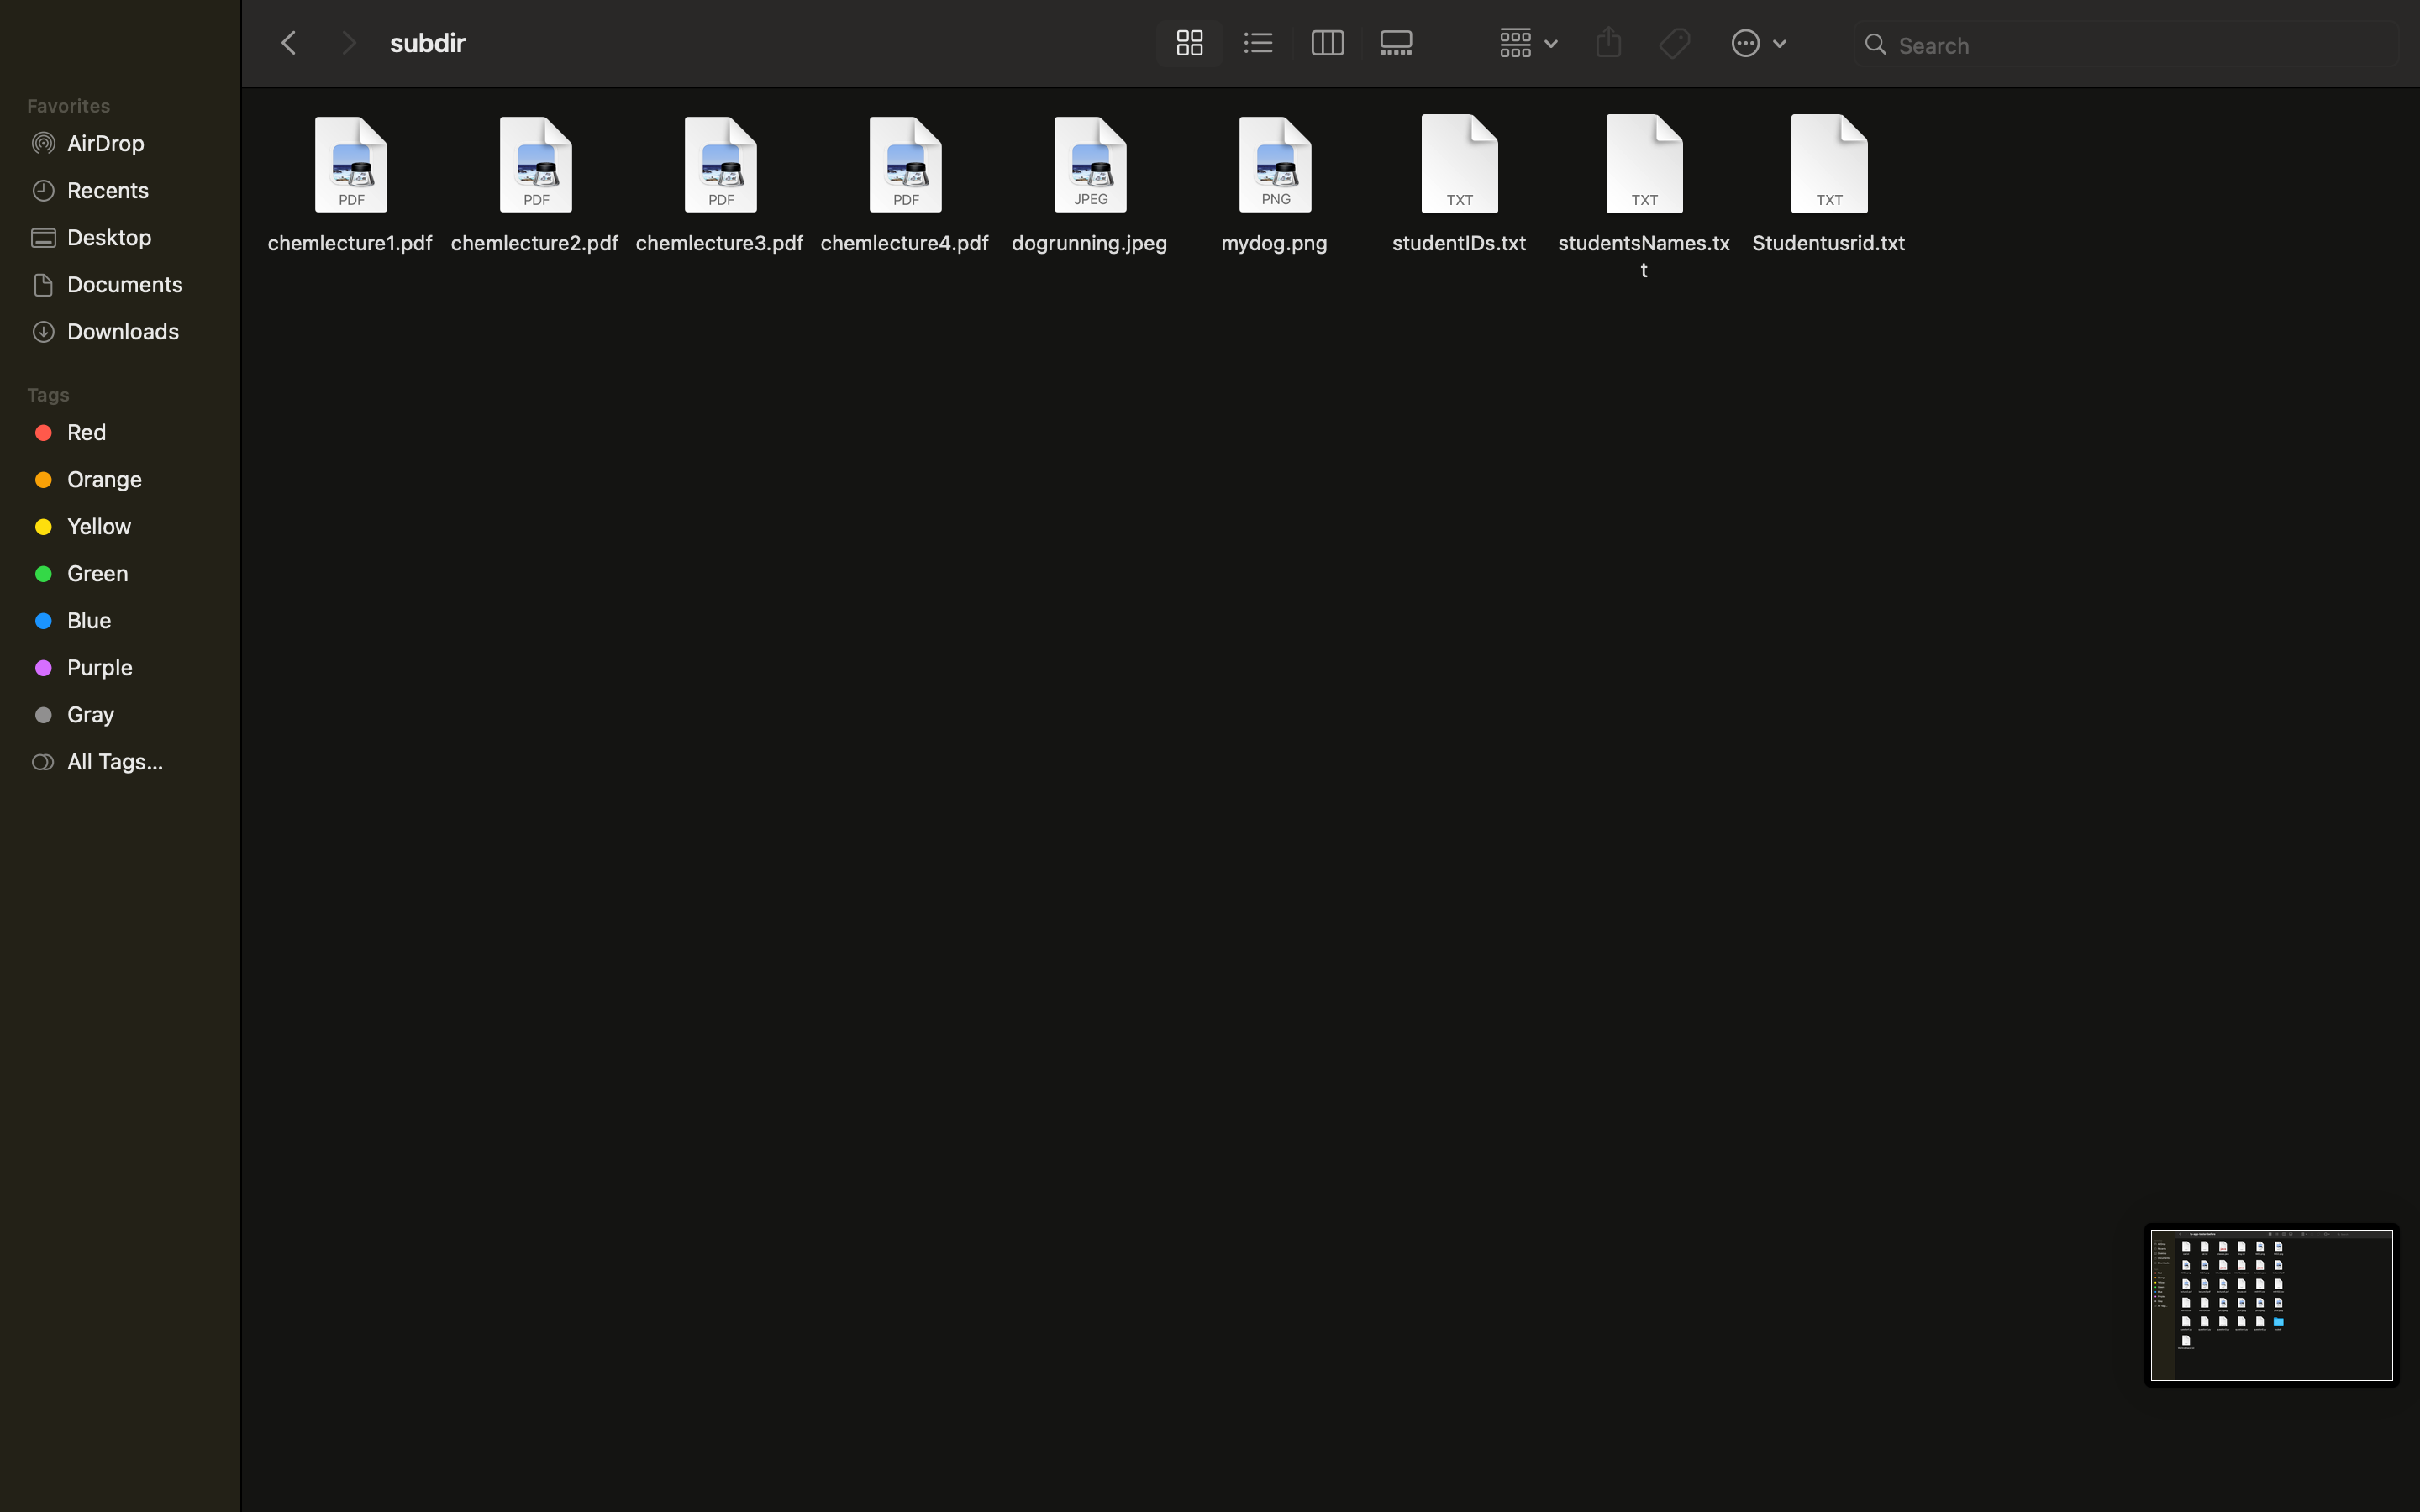 subdir
Search
Favorites
AirDrop
Recents
Desktop
Documents
Downloads
Tags
Red
Orange
Yellow
Green
Blue
Purple
Gray
All Tags...
PDF PDF PDF PDF JPEG PNG TXT TXT TXT
chemlecture1.pdf chemlecture2.pdf chemlecture3.pdf chemlecture4.pdf dogrunning.jpeg mydog.png studentIDs.txt studentsNames.tx Studentusrid.txt
t